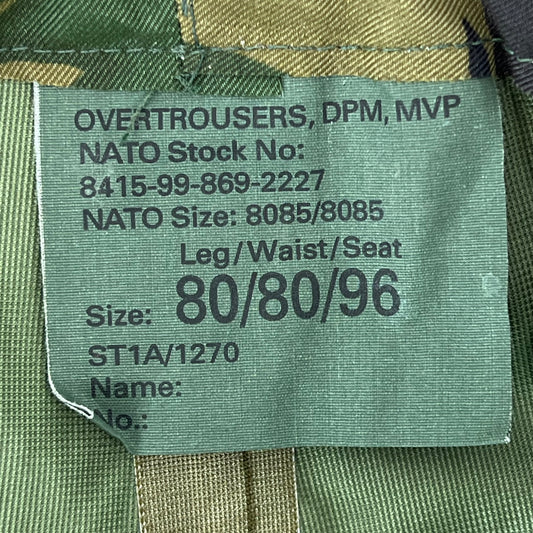 OVERTROUSERS, DPM, MVP
NATO Stock No:
8415-99-869-2227
NATO Size: 8085/8085
Leg/Waist/Seat
Size: 80/80/96
ST1A/1270
Name:
No.: